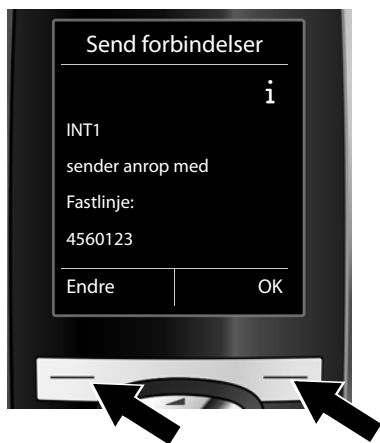 Send forbindelser
i
INT1
sender anrop med
Fastlinje:
4560123
Endre OK